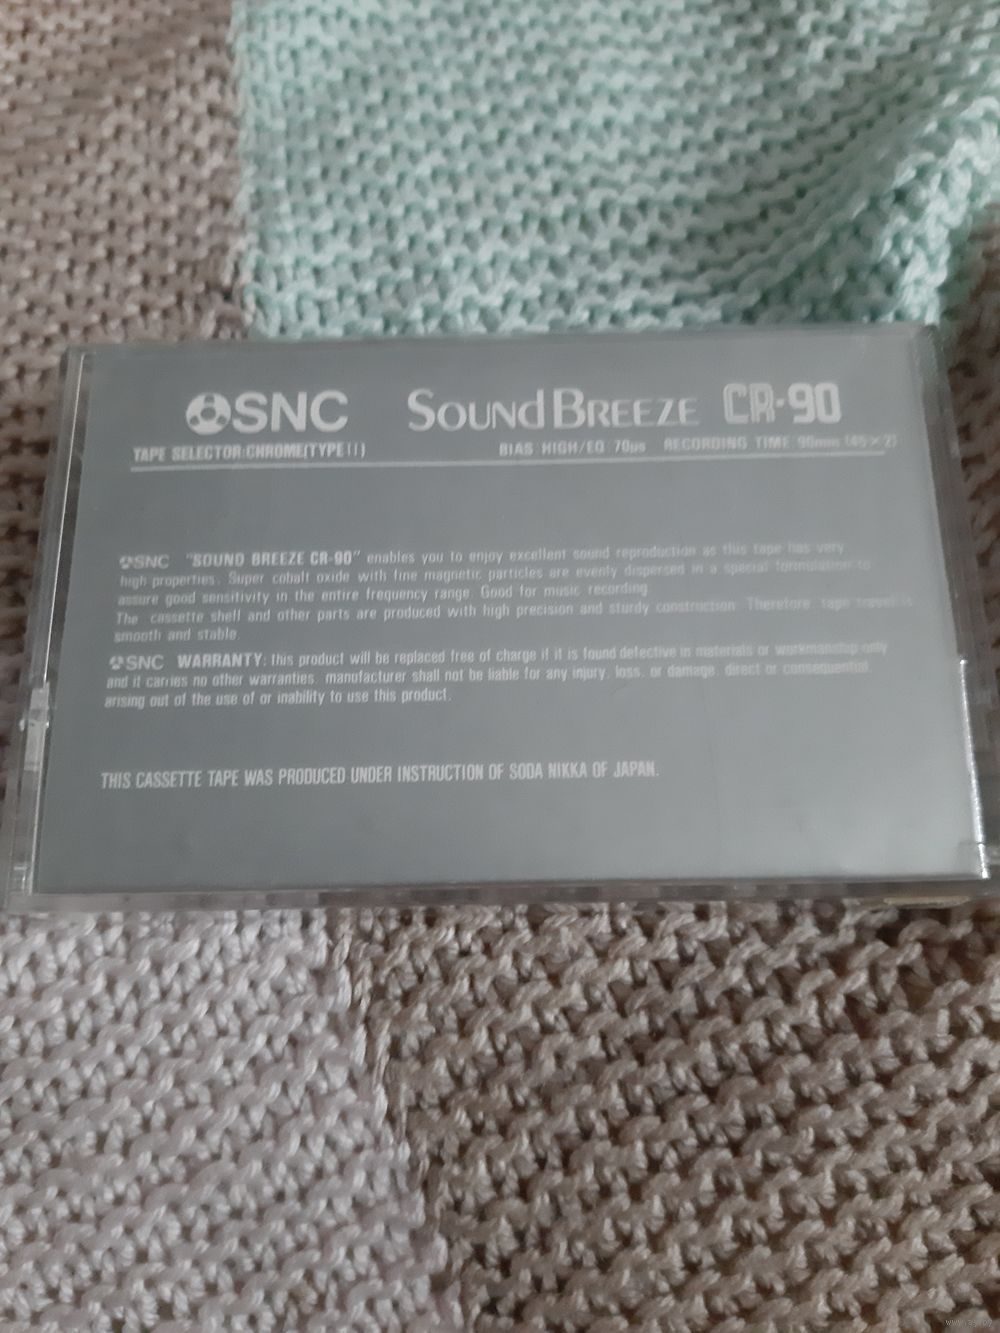 SNC SOUND BREEZE CR-90
TAPE SELECTOR:CHROME(TYPE II) BIAS HIGH/EQ 70µs RECORDING TIME 90min (45×2)
SNC "SOUND BREEZE CR-90" enables you to enjoy excellent sound reproduction as this tape has very
high properties. Super cobalt oxide with fine magnetic particles are evenly dispersed in a special formulation to
assure good sensitivity in the entire frequency range. Good for music recording.
The cassette shell and other parts are produced with high precision and sturdy construction. Therefore, tape travel is
smooth and stable.
SNC WARRANTY: this product will be replaced free of charge if it is found defective in materials or workmanship only
and it carries no other warranties. manufacturer shall not be liable for any injury, loss, or damage, direct or consequential
arising out of the use of or inability to use this product.
THIS CASSETTE TAPE WAS PRODUCED UNDER INSTRUCTION OF SODA NIKKA OF JAPAN.